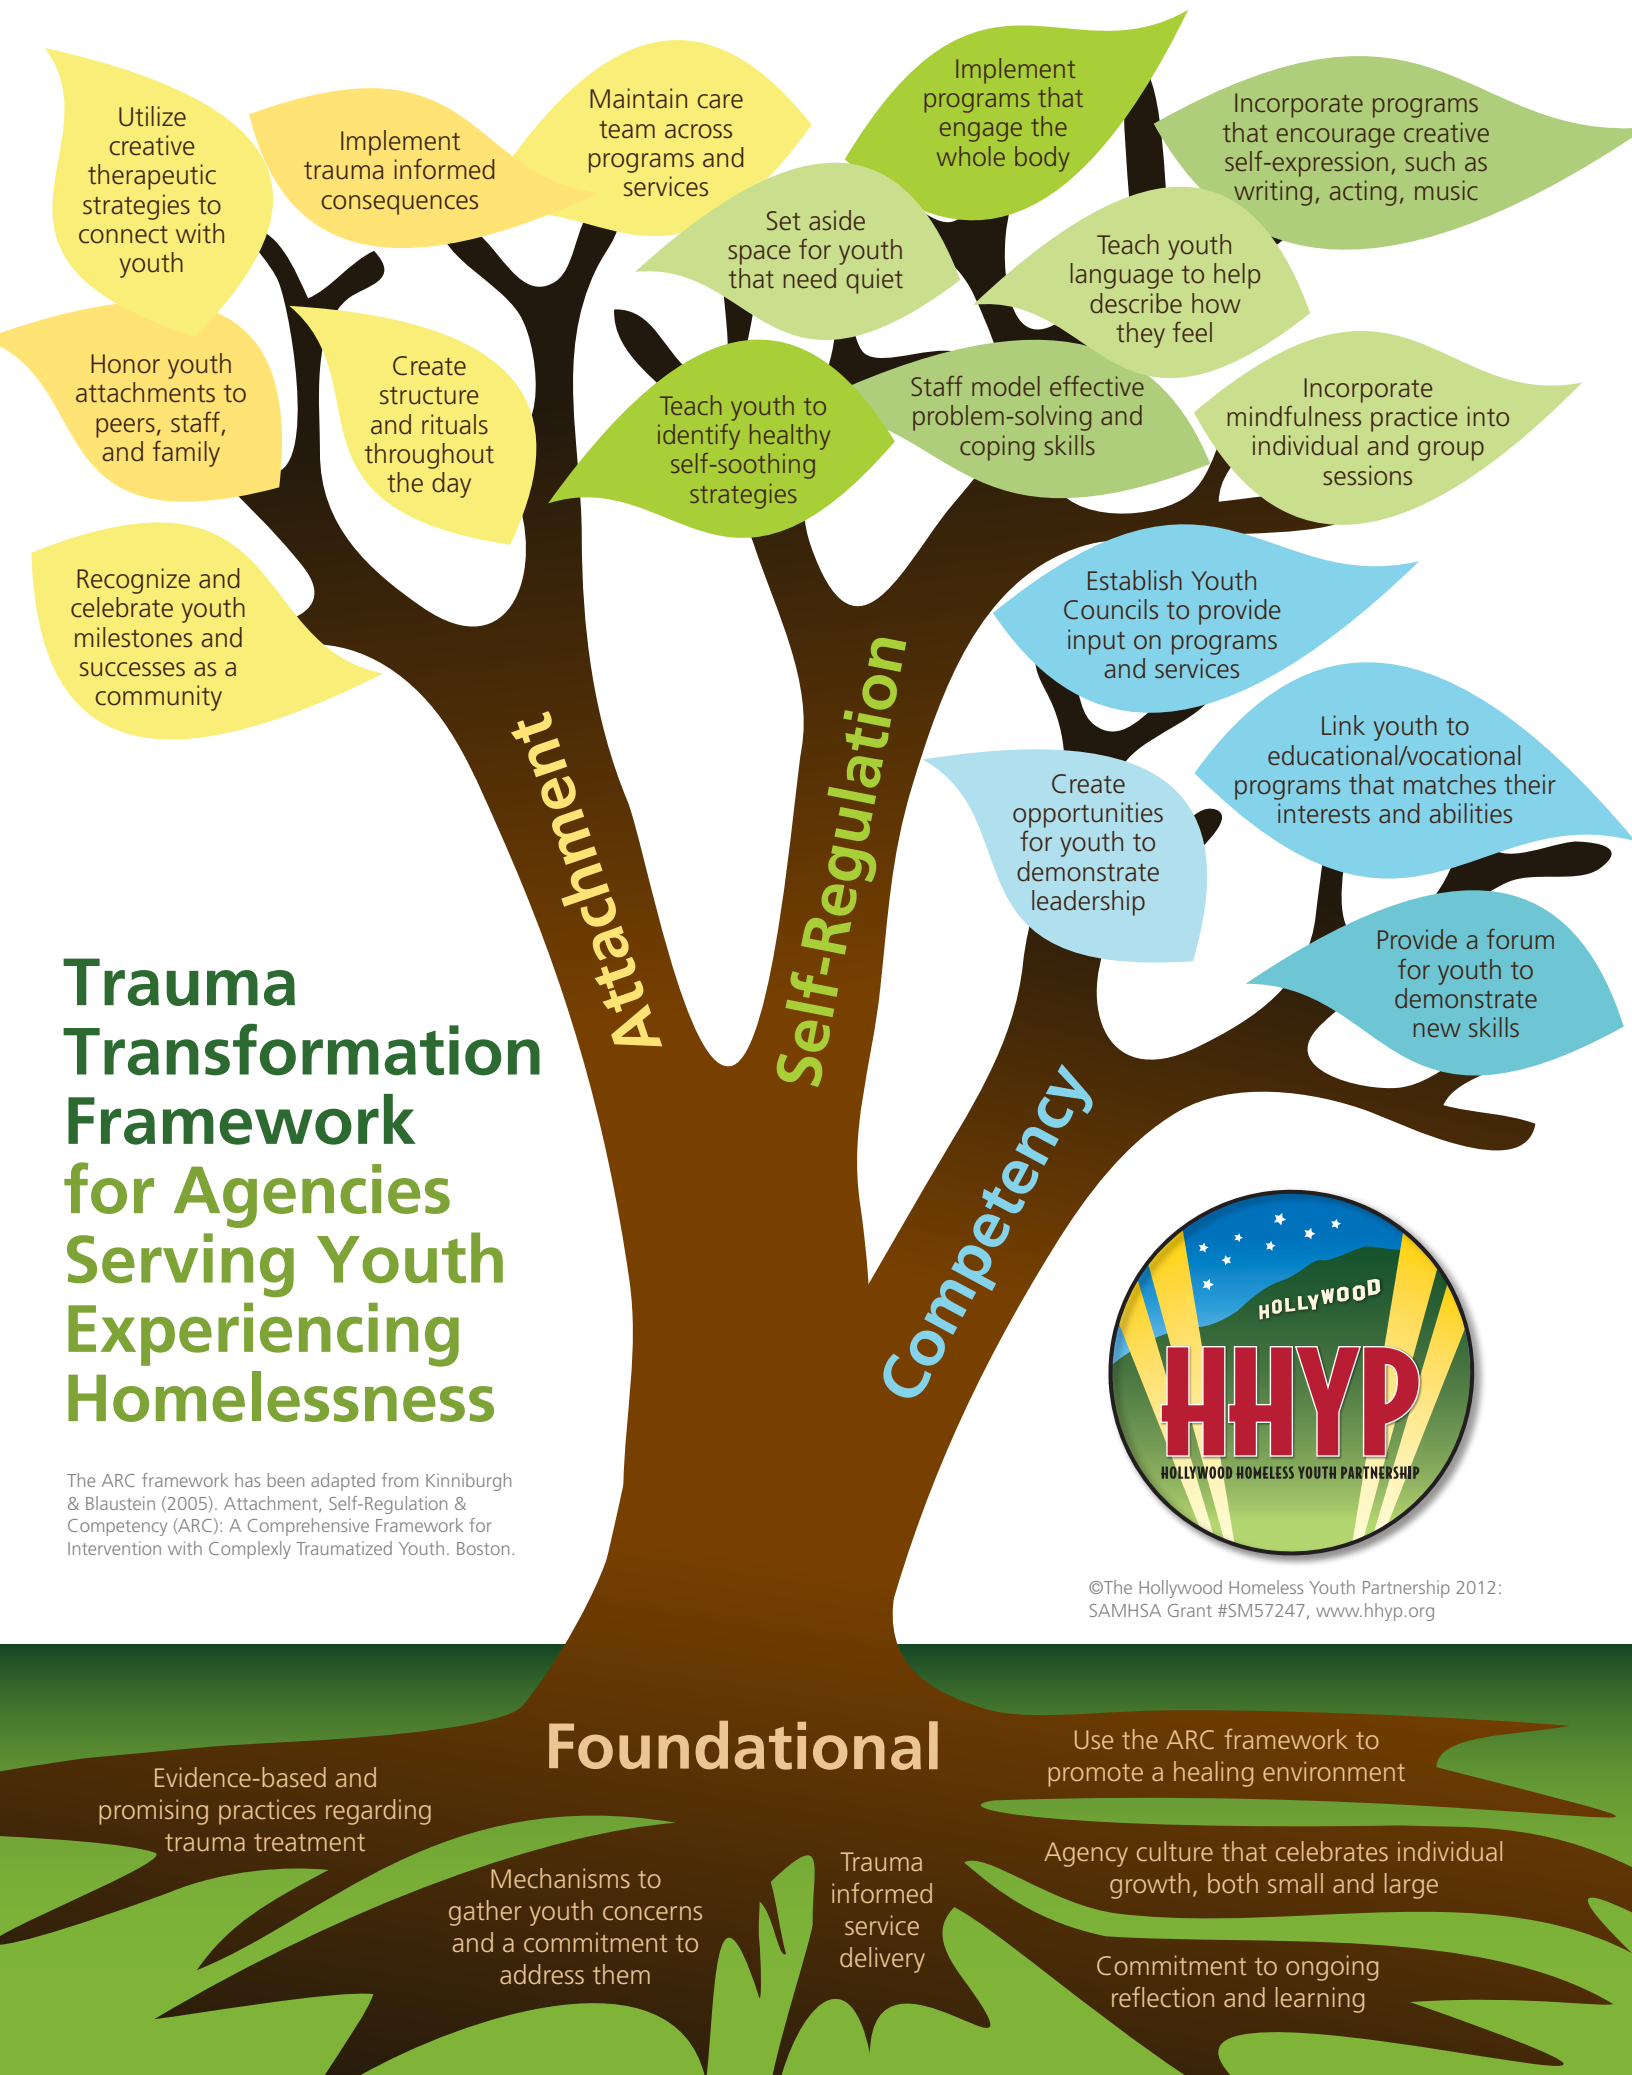 Utilize
creative
therapeutic
strategies to
connect with
youth
Implement
trauma informed
consequences
Maintain care
team across
programs and
services
Implement
programs that
engage the
whole body
Incorporate programs
that encourage creative
self-expression, such as
writing, acting, music
Set aside
space for youth
that need quiet
Teach youth
language to help
describe how
they feel
Honor youth
attachments to
peers, staff,
and family
Create
structure
and rituals
throughout
the day
Teach youth to
identify healthy
self-soothing
strategies
Staff model effective
problem-solving and
coping skills
Incorporate
mindfulness practice into
individual and group
sessions
Recognize and
celebrate youth
milestones and
successes as a
community
Establish Youth
Councils to provide
input on programs
and services
Link youth to
educational/vocational
programs that matches their
interests and abilities
Create
opportunities
for youth to
demonstrate
leadership
Provide a forum
for youth to
demonstrate
new skills
Attachment
Self-Regulation
Competency
Trauma
Transformation
Framework
for Agencies
Serving Youth
Experiencing
Homelessness
The ARC framework has been adapted from Kinniburgh
& Blaustein (2005). Attachment, Self-Regulation &
Competency (ARC): A Comprehensive Framework for
Intervention with Complexly Traumatized Youth. Boston.
HOLLYWOOD
HHYP
HOLLYWOOD HOMELESS YOUTH PARTNERSHIP
©The Hollywood Homeless Youth Partnership 2012:
SAMHSA Grant #SM57247, www.hhyp.org
Foundational
Evidence-based and
promising practices regarding
trauma treatment
Mechanisms to
gather youth concerns
and a commitment to
address them
Trauma
informed
service
delivery
Use the ARC framework to
promote a healing environment
Agency culture that celebrates individual
growth, both small and large
Commitment to ongoing
reflection and learning